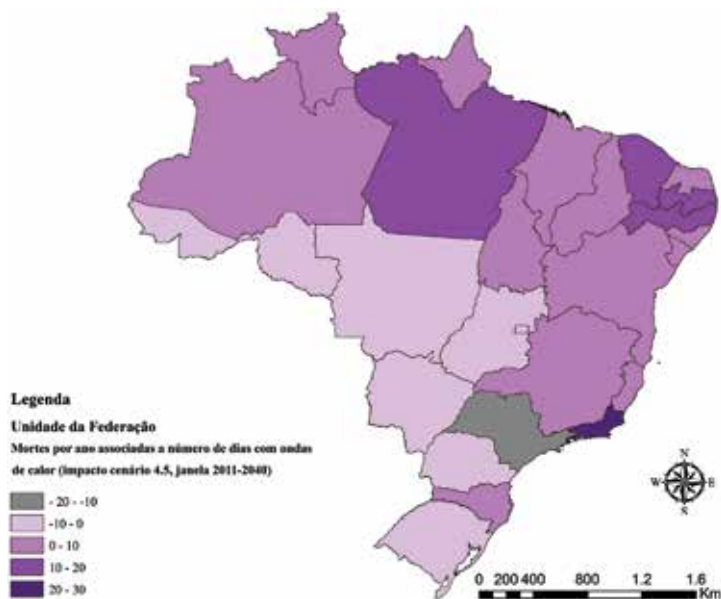 Legenda
Unidade da Federação
Mortes por ano associadas a número de dias com ondas
de calor (impacto cenário 4.5, janela 2011-2040)
- 20 - -10
-10 - 0
0 - 10
10 - 20
20 - 30
N
W E
S
0 200 400 800 1.2 1.6
Km